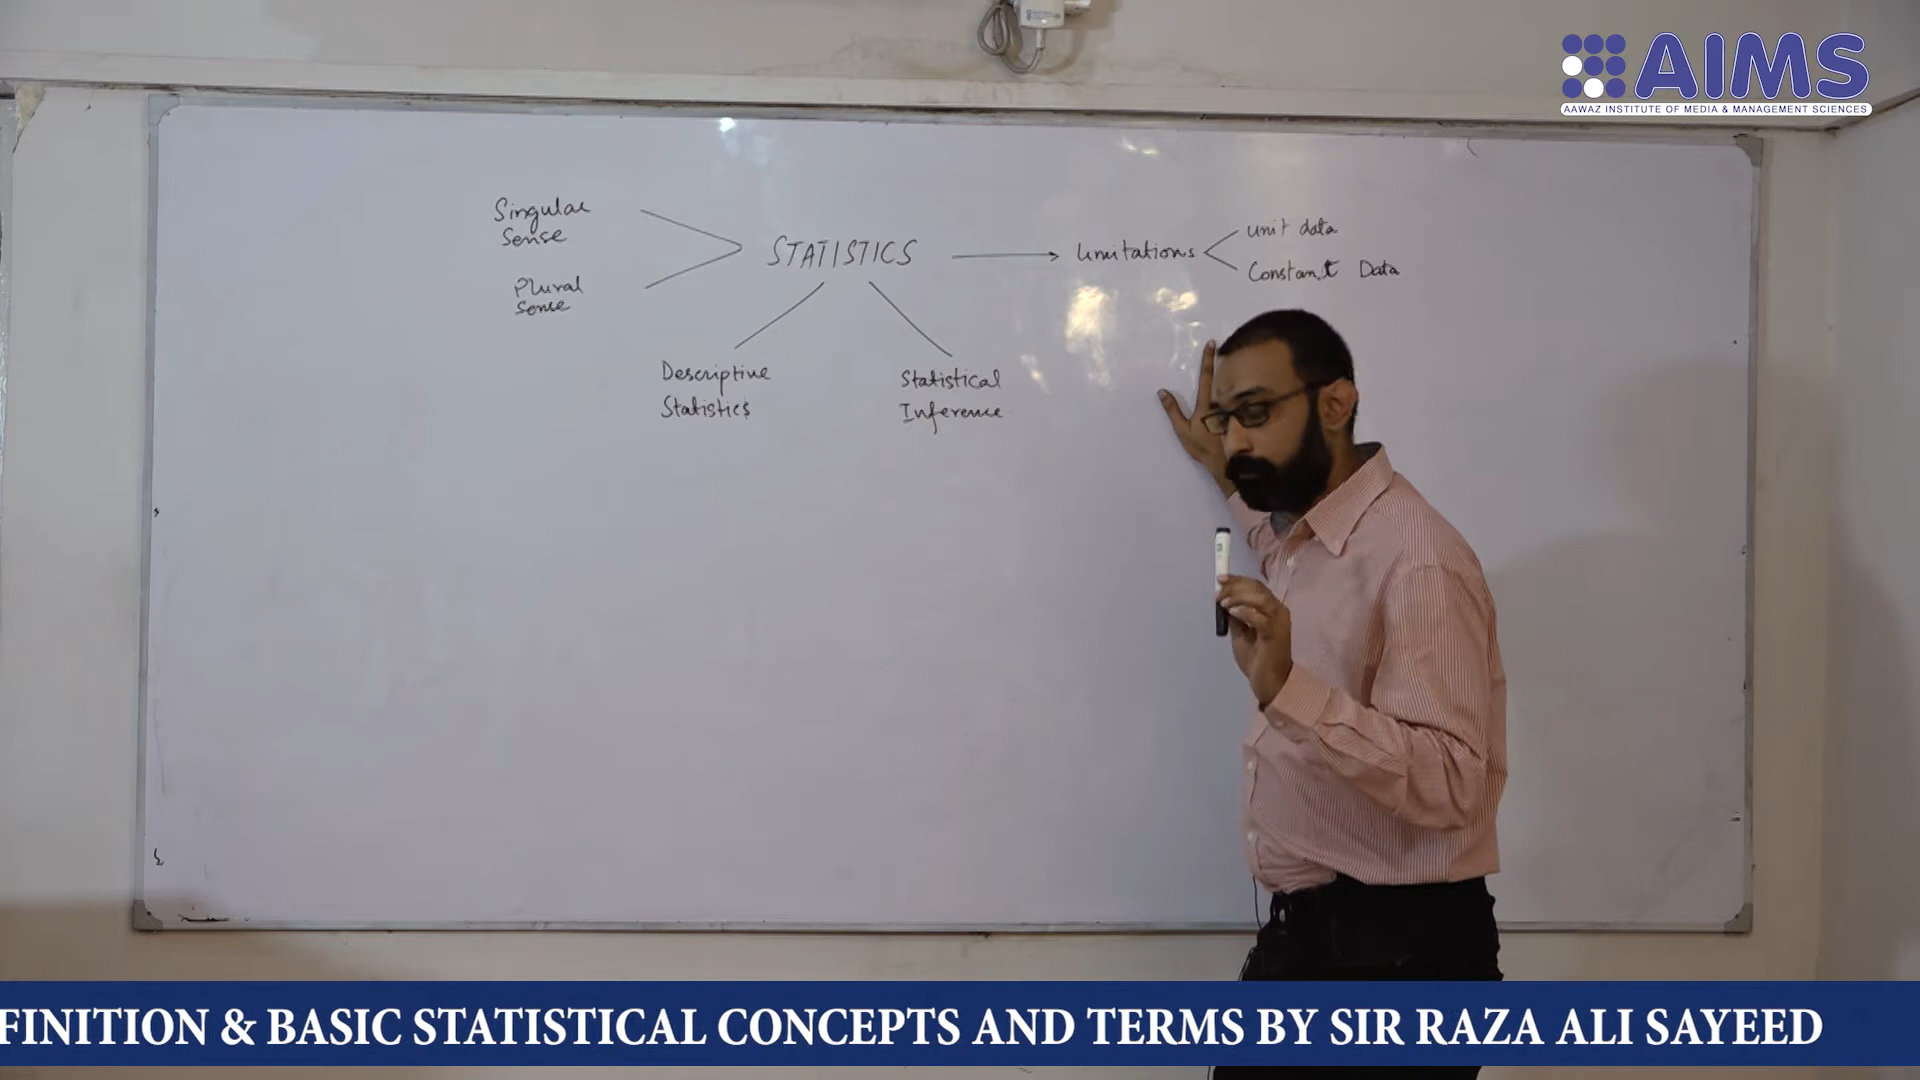 AIMS
AAWAZ INSTITUTE OF MEDIA & MANAGEMENT SCIENCES
Singular
Sense
Plural
Sense
STATISTICS
Limitations
unit data
Constant Data
Descriptive
Statistics
Statistical
Inference
FINITION & BASIC STATISTICAL CONCEPTS AND TERMS BY SIR RAZA ALI SAYEED